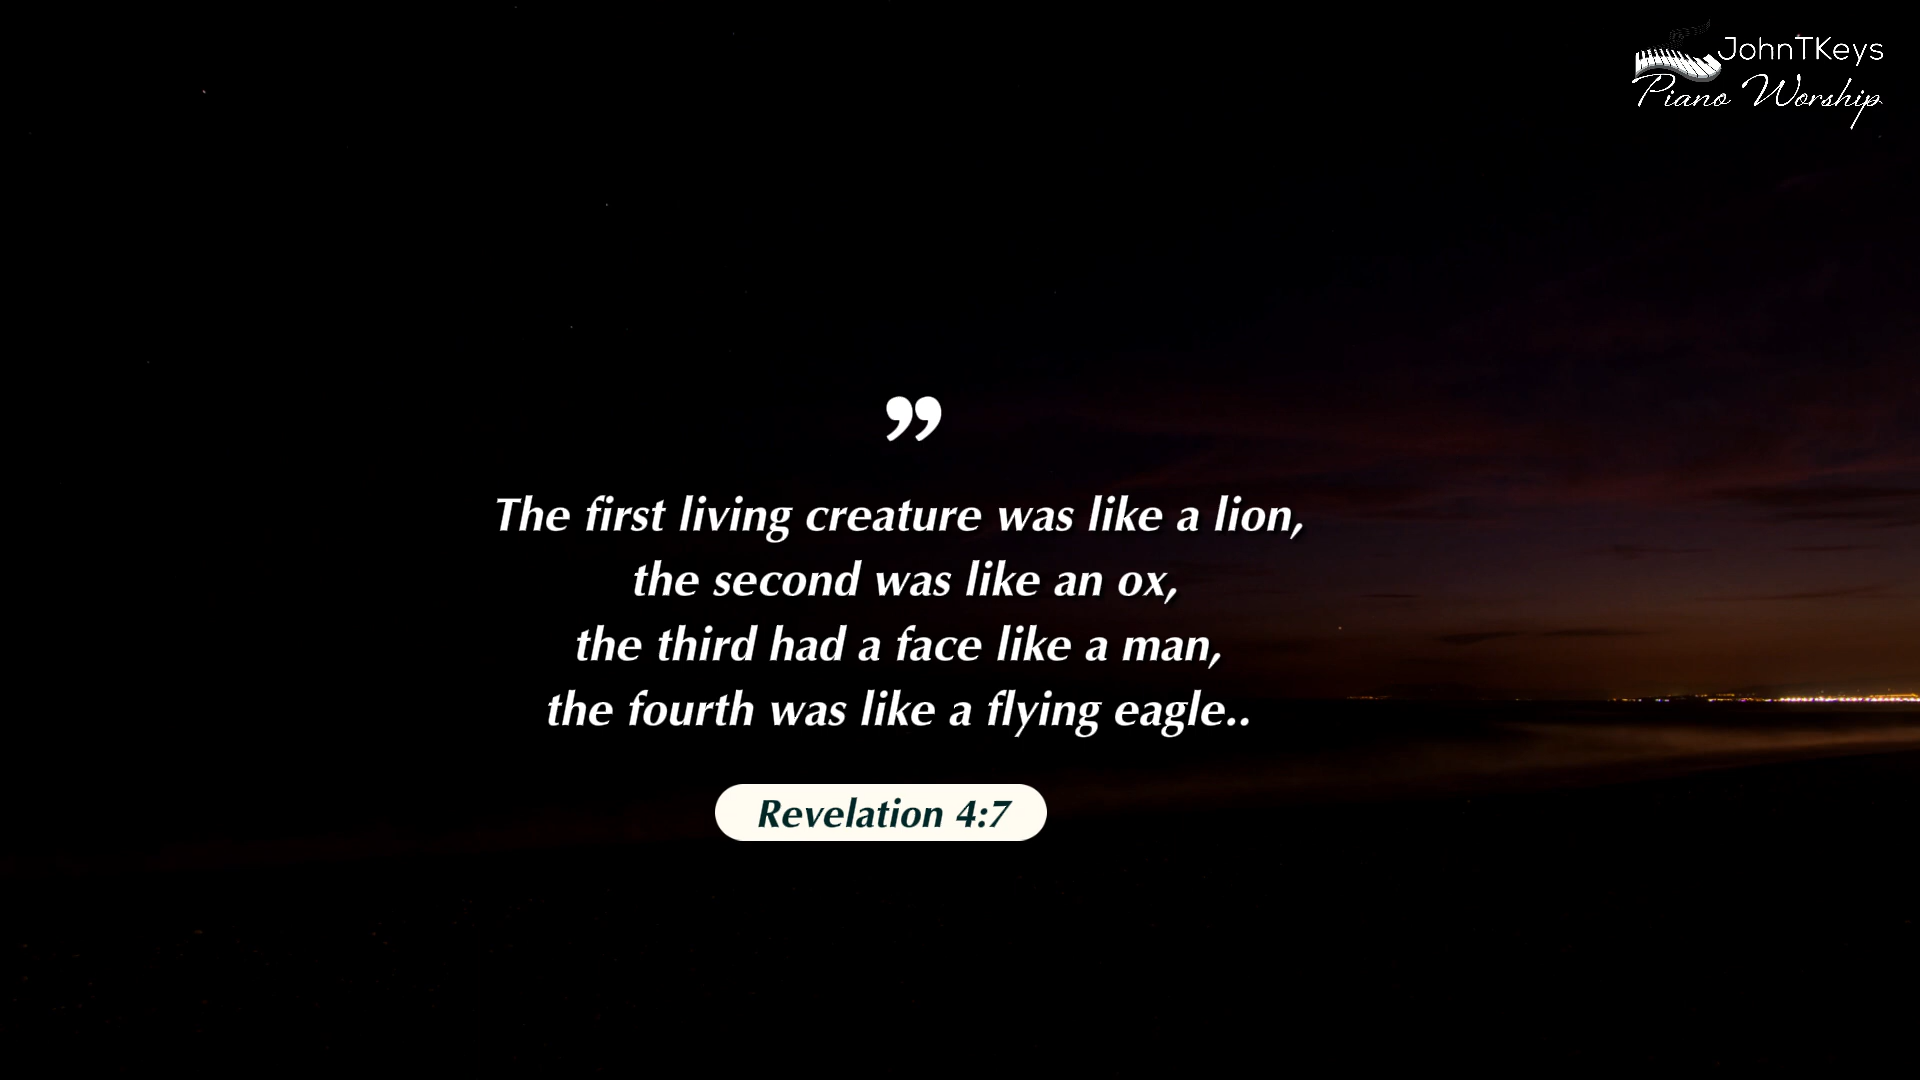 JohnTKeys
Piano Worship
”
The first living creature was like a lion,
the second was like an ox,
the third had a face like a man,
the fourth was like a flying eagle..
Revelation 4:7